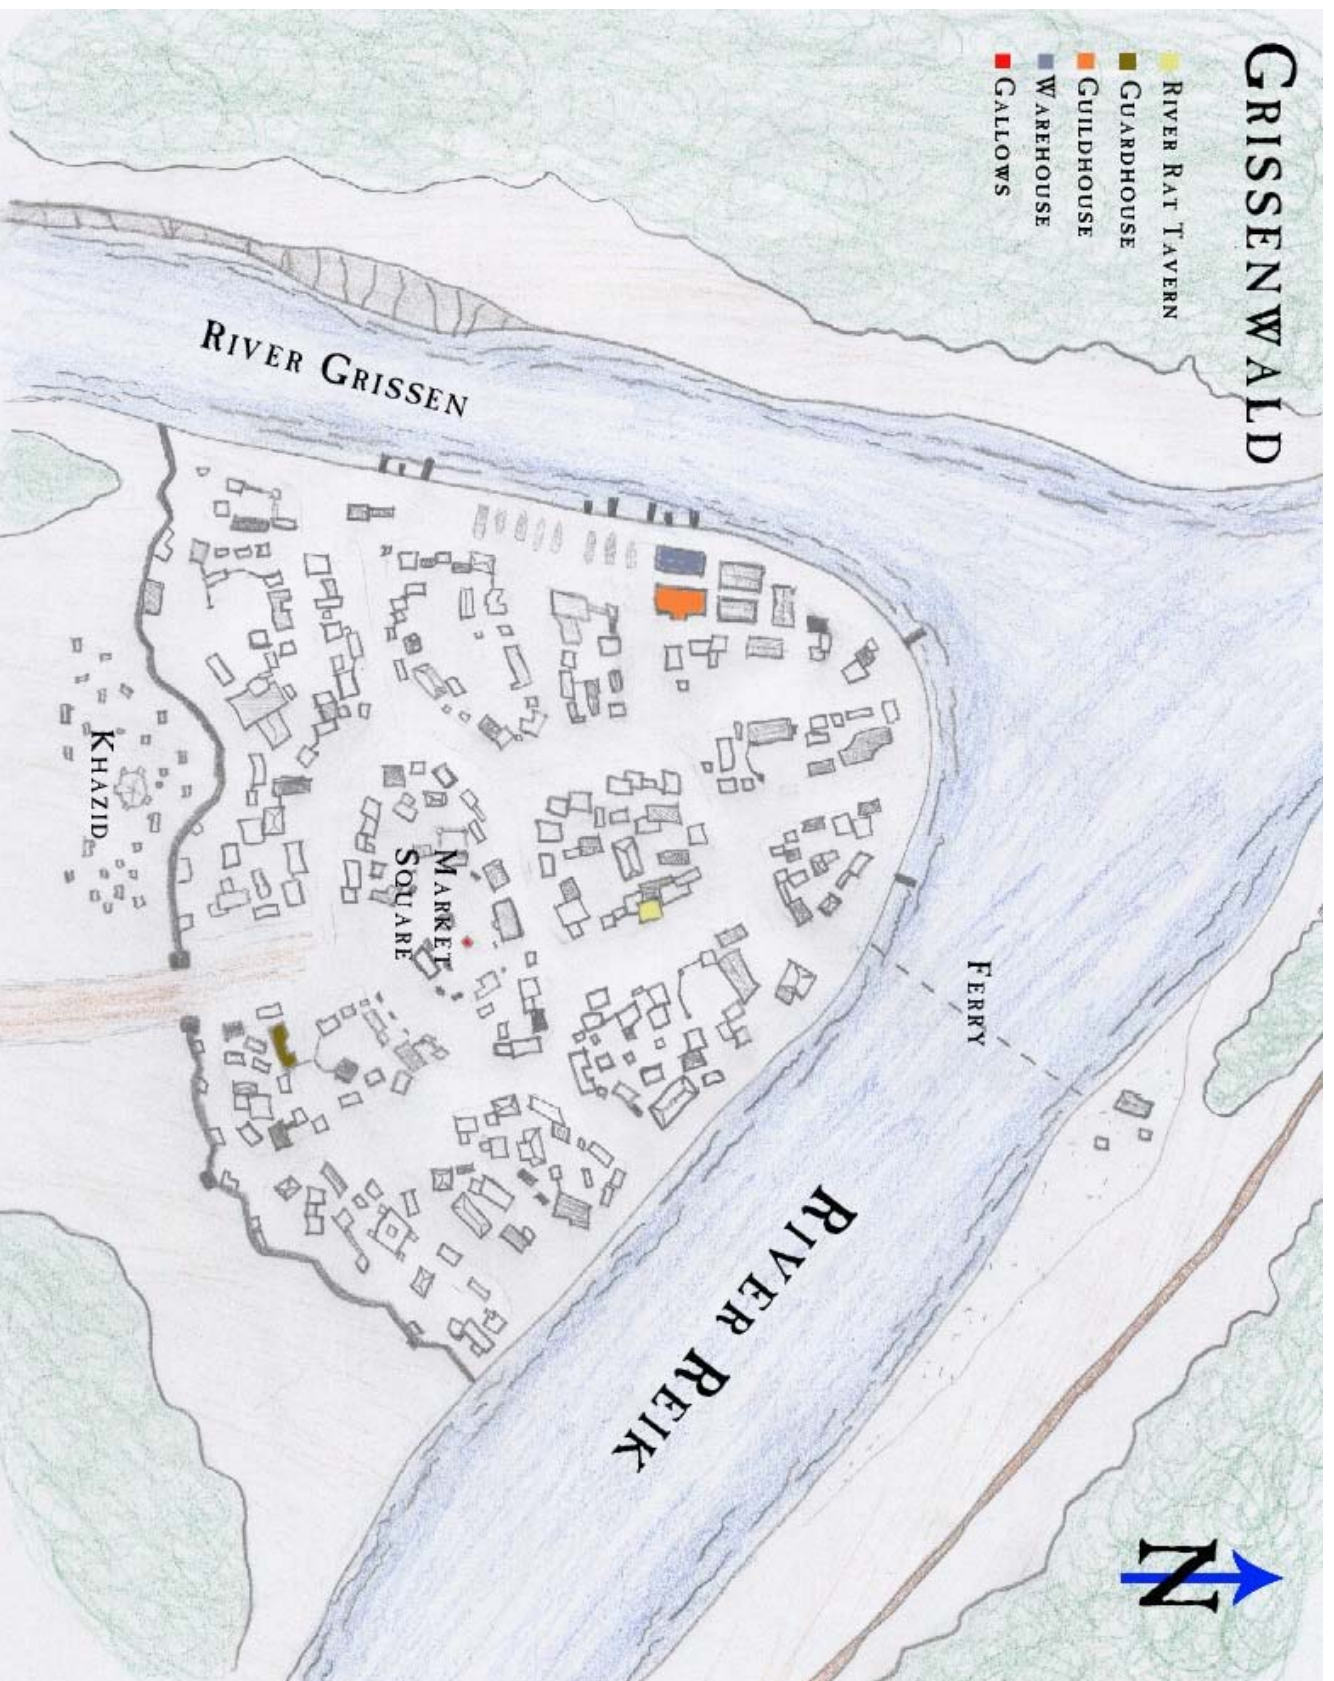 GRISSENWALD
RIVER RAT TAVERN
GUARDHOUSE
GUILDHOUSE
WAREHOUSE
GALLOWS
RIVER GRISSEN
FERRY
MARKET
SQUARE
KHAZID
RIVER REIK
N